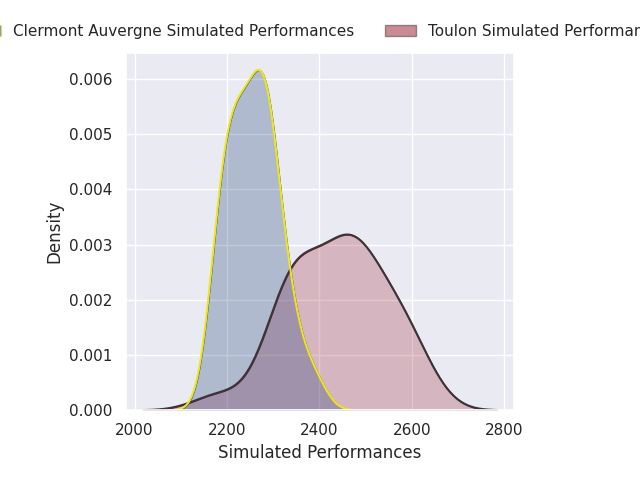 Clermont Auvergne Simulated Performances
Toulon Simulated
0.006
0.005
0.004
0.003
0.002
0.001
0.000
Density
2000 2200 2400 2600 2800
Simulated Performances